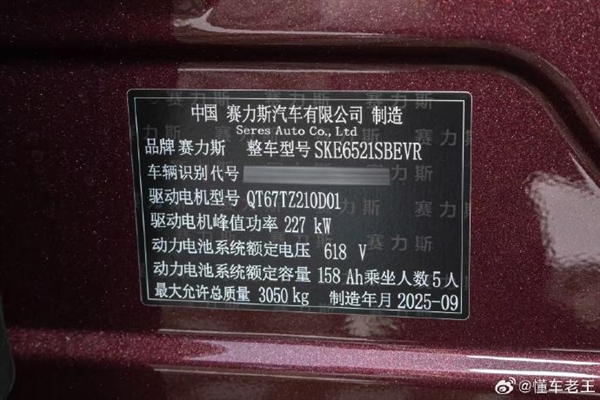 中国 赛力斯汽车有限公司 制造
Seres Auto Co., Ltd
品牌 赛力斯 整车型号 SKE6521SBEVR
车辆识别代号
驱动电机型号 QT67TZ210D01
驱动电机峰值功率 227 kW
动力电池系统额定电压 618 V
动力电池系统额定容量 158 Ah 乘坐人数 5 人
最大允许总质量 3050 kg 制造年月 2025-09
@懂车老王